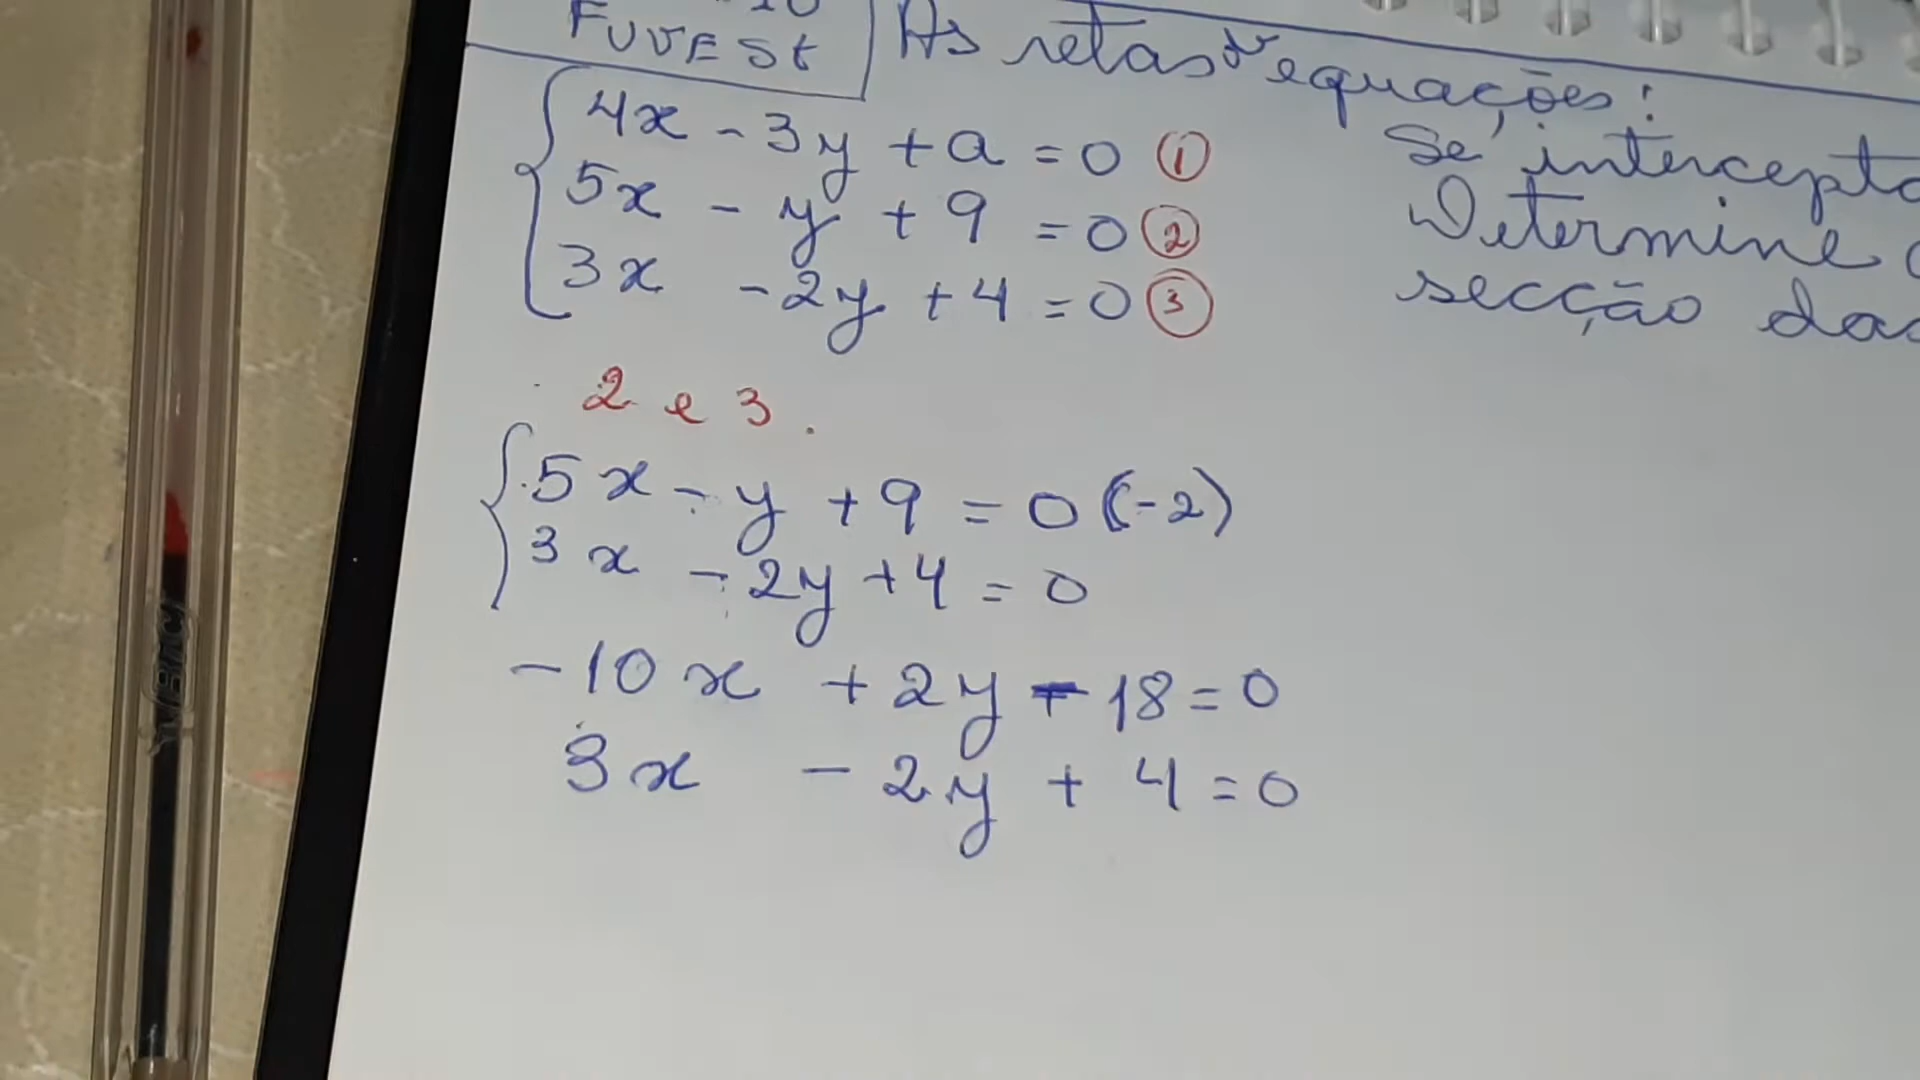 10
FUVESt
As retas de equações:
4x - 3y + a = 0 ①
5x - y + 9 = 0 ②
3x - 2y + 4 = 0 ③
Se intercepta
Determine
secção das
2 e 3.
5x - y + 9 = 0 (-2)
3x - 2y + 4 = 0
-10x + 2y - 18 = 0
3x - 2y + 4 = 0